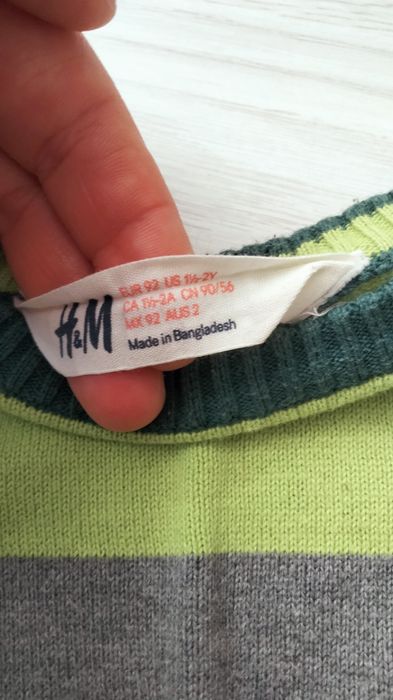 H&M
EUR 92 US 1½-2Y
CA 1½-2A CN 90/56
MX 92 AUS 2
Made in Bangladesh